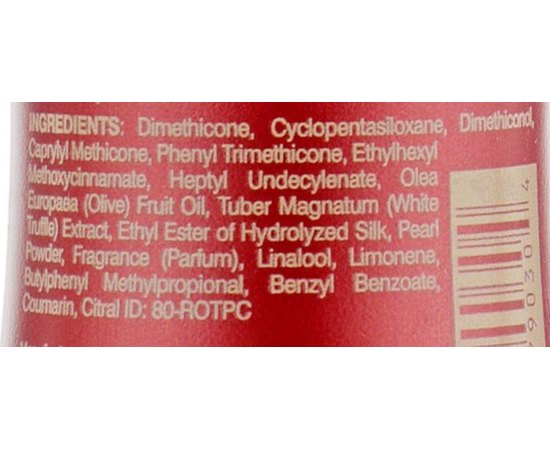 INGREDIENTS: Dimethicone, Cyclopentasiloxane, Dimethiconol,
Caprylyl Methicone, Phenyl Trimethicone, Ethylhexyl
Methoxycinnamate, Heptyl Undecylenate, Olea
Europaea (Olive) Fruit Oil, Tuber Magnatum (White
Truffle) Extract, Ethyl Ester of Hydrolyzed Silk, Pearl
Powder, Fragrance (Parfum), Linalool, Limonene,
Butylphenyl Methylpropional, Benzyl Benzoate,
Coumarin, Citral ID: 80-ROTPC